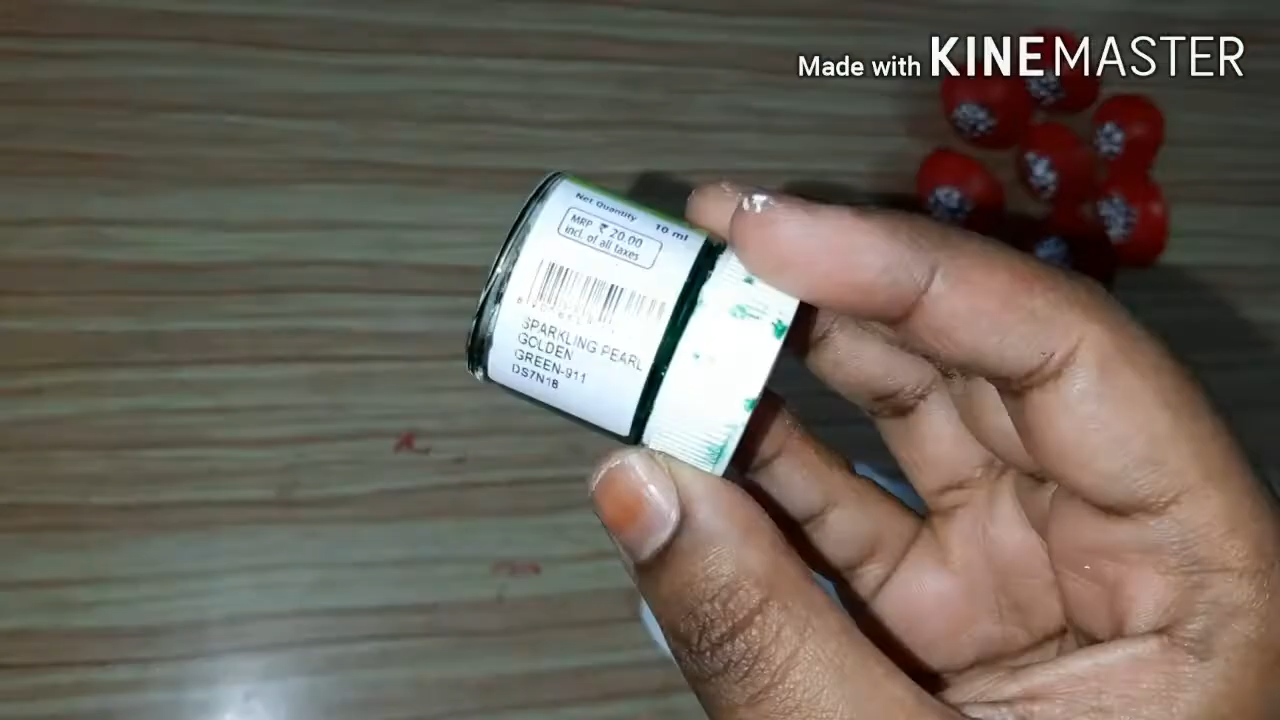 Made with KINEMASTER
Net Quantity 10 ml
MRP ₹ 20.00
incl. of all taxes
SPARKLING PEARL
GOLDEN
GREEN-911
DS7N18